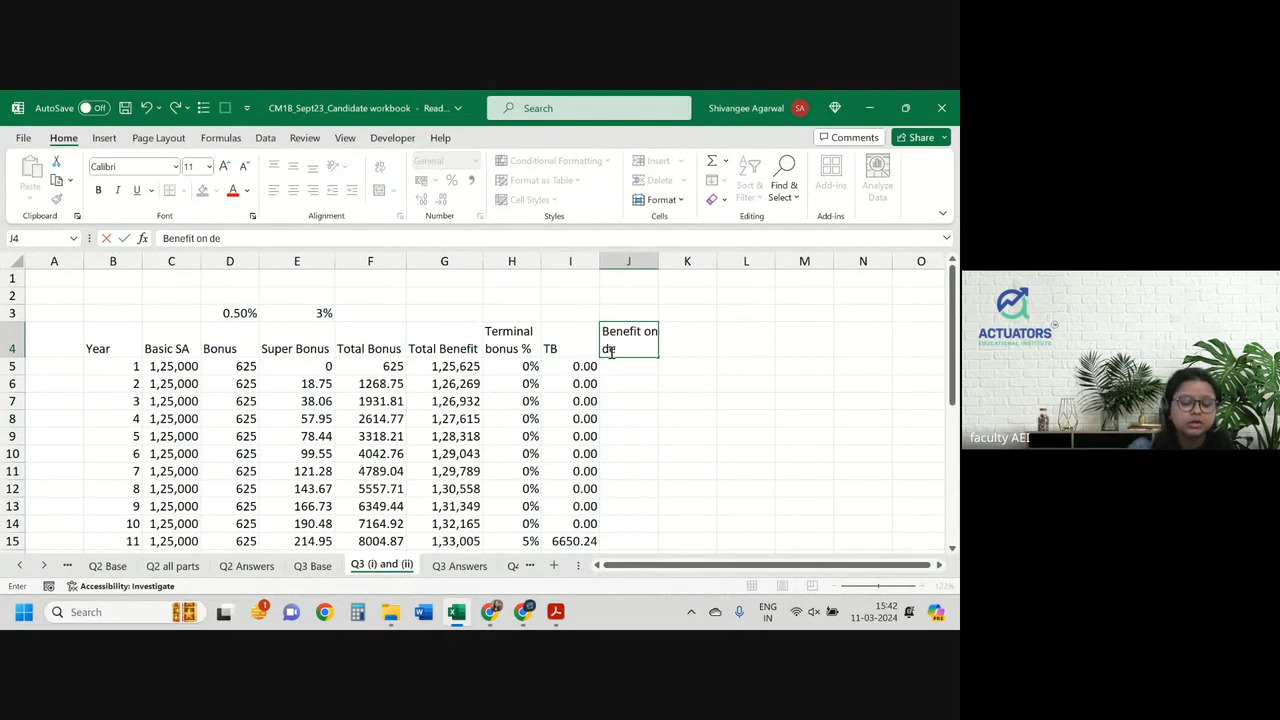 AutoSave Off CM1B_Sept23_Candidate workbook - Read... Search Shivangee Agarwal SA
File Home Insert Page Layout Formulas Data Review View Developer Help Comments Share
Paste Calibri 11 General Conditional Formatting Insert
Format as Table Delete Sort & Filter Find & Select Add-ins Analyze Data
Cell Styles Format
Clipboard Font Alignment Number Styles Cells Editing Add-ins
J4 fx Benefit on de
A B C D E F G H I J K L M N O
1
2
3 0.50% 3%
4 Year Basic SA Bonus Super Bonus Total Bonus Total Benefit Terminal bonus % TB Benefit on de
5 1 1,25,000 625 0 625 1,25,625 0% 0.00
6 2 1,25,000 625 18.75 1268.75 1,26,269 0% 0.00
7 3 1,25,000 625 38.06 1931.81 1,26,932 0% 0.00
8 4 1,25,000 625 57.95 2614.77 1,27,615 0% 0.00
9 5 1,25,000 625 78.44 3318.21 1,28,318 0% 0.00
10 6 1,25,000 625 99.55 4042.76 1,29,043 0% 0.00
11 7 1,25,000 625 121.28 4789.04 1,29,789 0% 0.00
12 8 1,25,000 625 143.67 5557.71 1,30,558 0% 0.00
13 9 1,25,000 625 166.73 6349.44 1,31,349 0% 0.00
14 10 1,25,000 625 190.48 7164.92 1,32,165 0% 0.00
15 11 1,25,000 625 214.95 8004.87 1,33,005 5% 6650.24
Q2 Base Q2 all parts Q2 Answers Q3 Base Q3 (i) and (ii) Q3 Answers
Enter Accessibility: Investigate 122%
Search ENG IN 15:42 11-03-2024
ACTUATORS
EDUCATIONAL INSTITUTE
faculty AEI